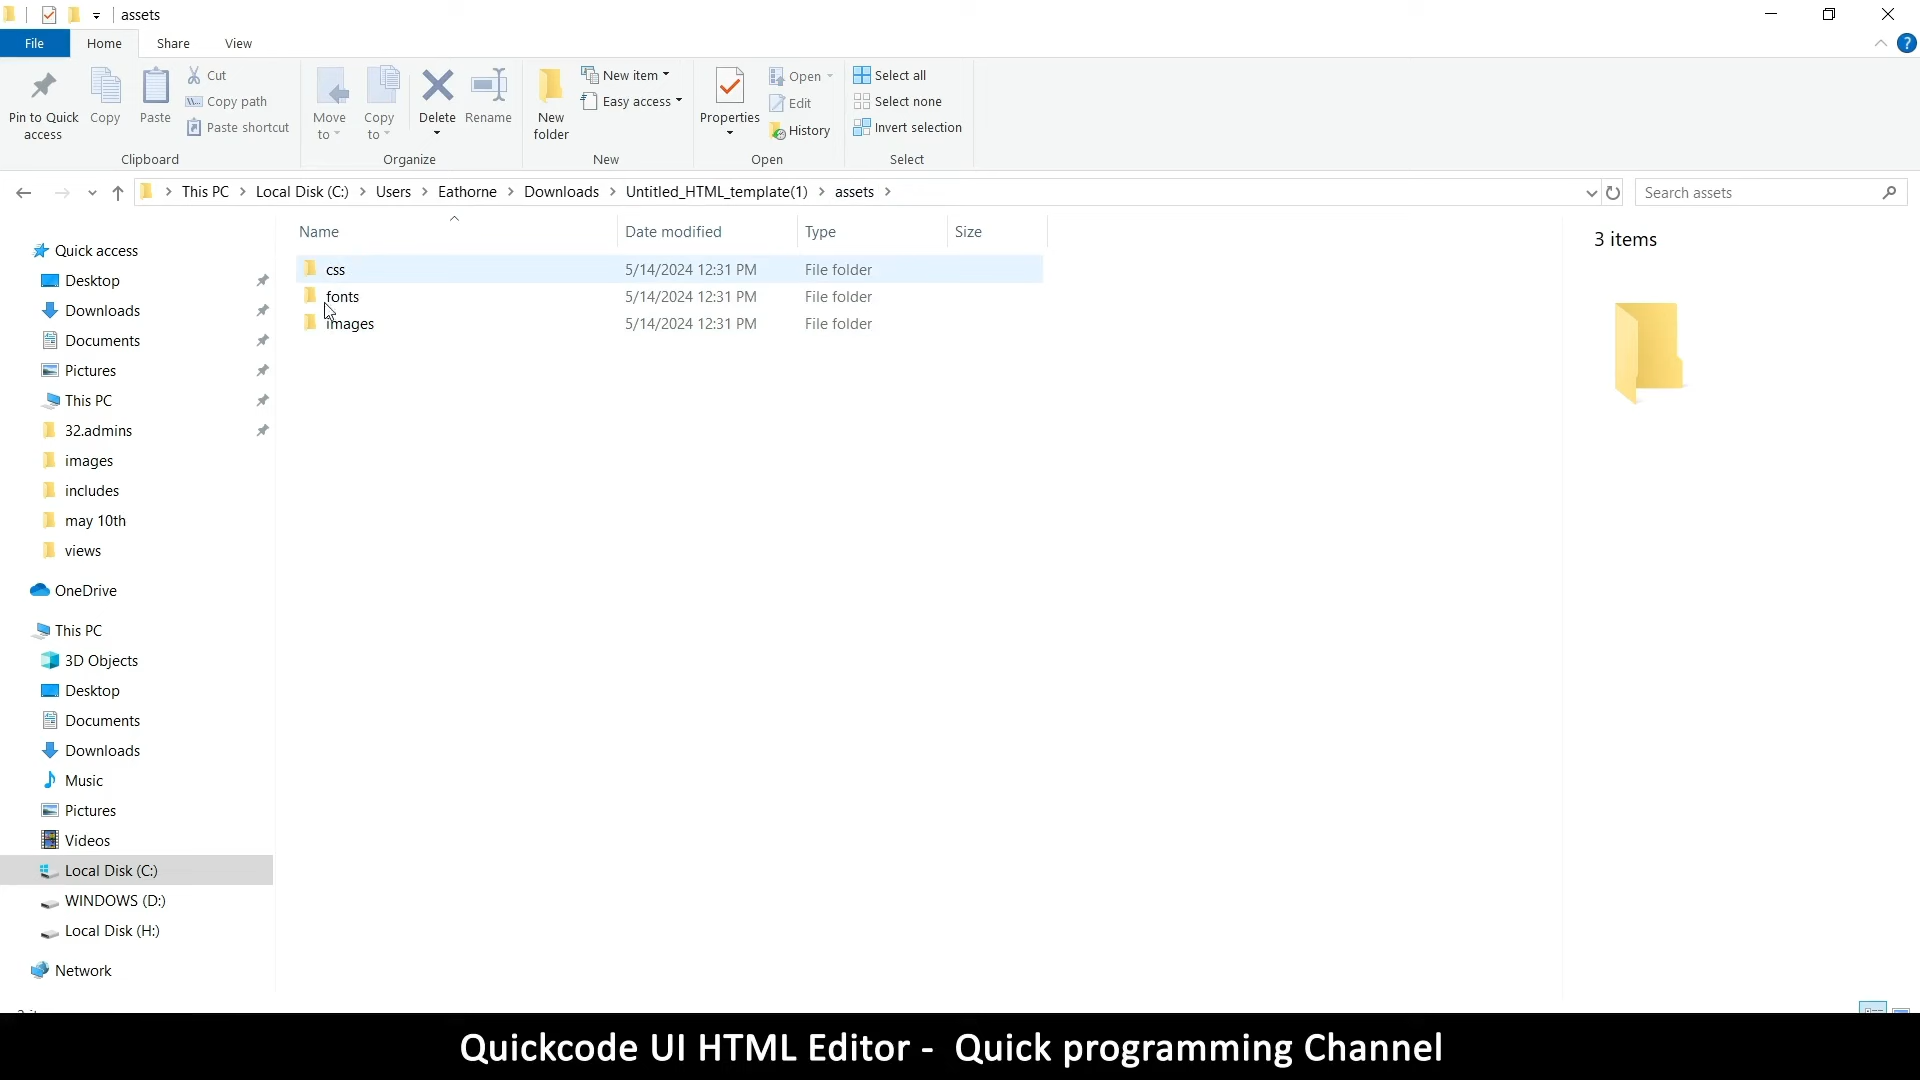 assets
File Home Share View
Pin to Quick access
Copy
Paste
Cut
Copy path
Paste shortcut
Clipboard
Move to
Copy to
Delete
Rename
Organize
New folder
New item
Easy access
New
Properties
Open
Edit
History
Open
Select all
Select none
Invert selection
Select
This PC > Local Disk (C:) > Users > Eathorne > Downloads > Untitled_HTML_template(1) > assets >
Search assets
Name Date modified Type Size
css 5/14/2024 12:31 PM File folder
fonts 5/14/2024 12:31 PM File folder
images 5/14/2024 12:31 PM File folder
3 items
Quick access
Desktop
Downloads
Documents
Pictures
This PC
32.admins
images
includes
may 10th
views
OneDrive
This PC
3D Objects
Desktop
Documents
Downloads
Music
Pictures
Videos
Local Disk (C:)
WINDOWS (D:)
Local Disk (H:)
Network
Quickcode UI HTML Editor - Quick programming Channel